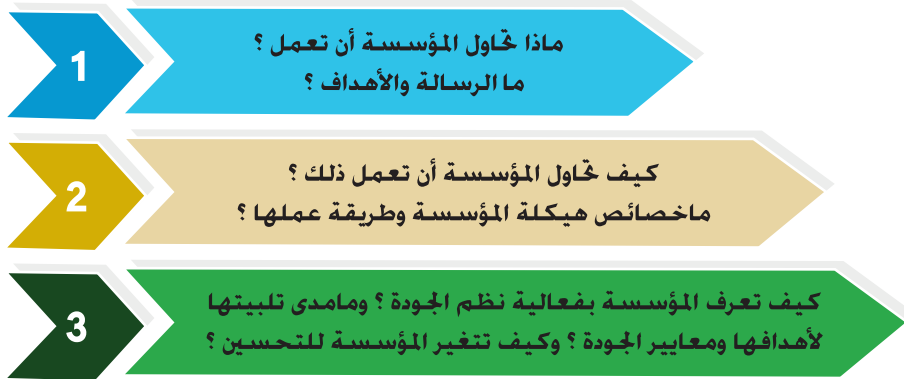 1
ماذا تحاول المؤسسة أن تعمل ؟
ما الرسالة والأهداف ؟
2
كيف تحاول المؤسسة أن تعمل ذلك ؟
ماخصائص هيكلة المؤسسة وطريقة عملها ؟
3
كيف تعرف المؤسسة بفعالية نظم الجودة ؟ ومامدى تلبيتها
لأهدافها ومعايير الجودة ؟ وكيف تتغير المؤسسة للتحسين ؟